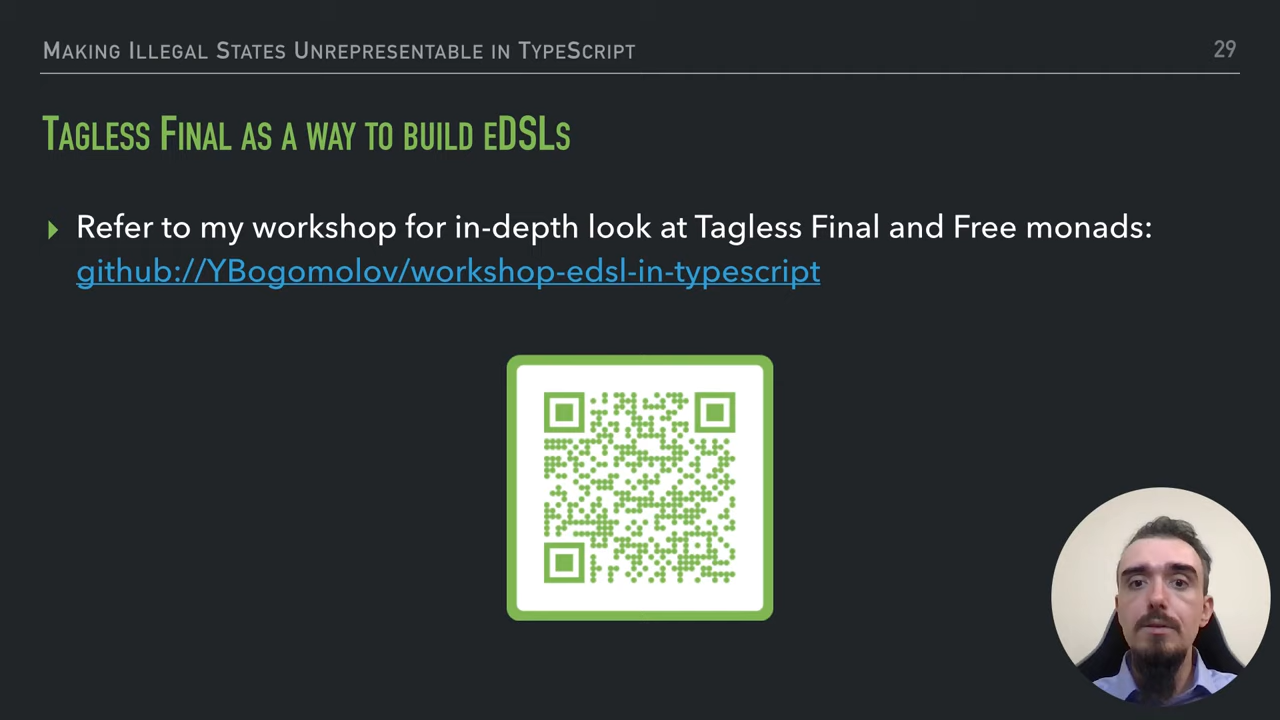 Making Illegal States Unrepresentable in TypeScript
29
Tagless Final as a way to build eDSLs
Refer to my workshop for in-depth look at Tagless Final and Free monads:
github://YBogomolov/workshop-edsl-in-typescript